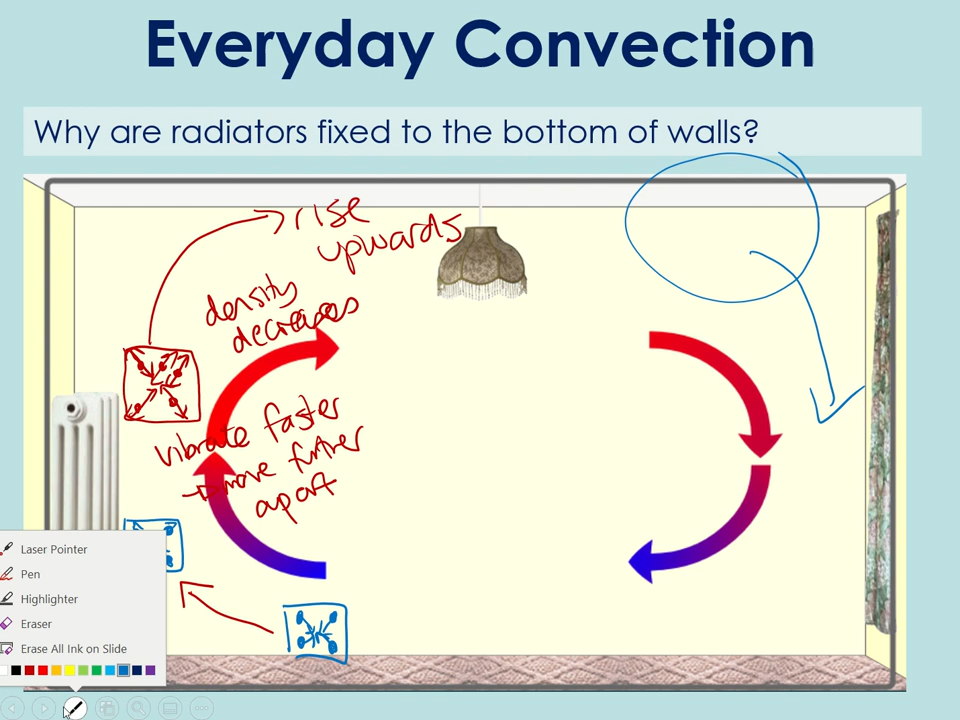 Everyday Convection
Why are radiators fixed to the bottom of walls?
rise
upwards
density
decreases
vibrate faster
→ move further
apart
Laser Pointer
Pen
Highlighter
Eraser
Erase All Ink on Slide